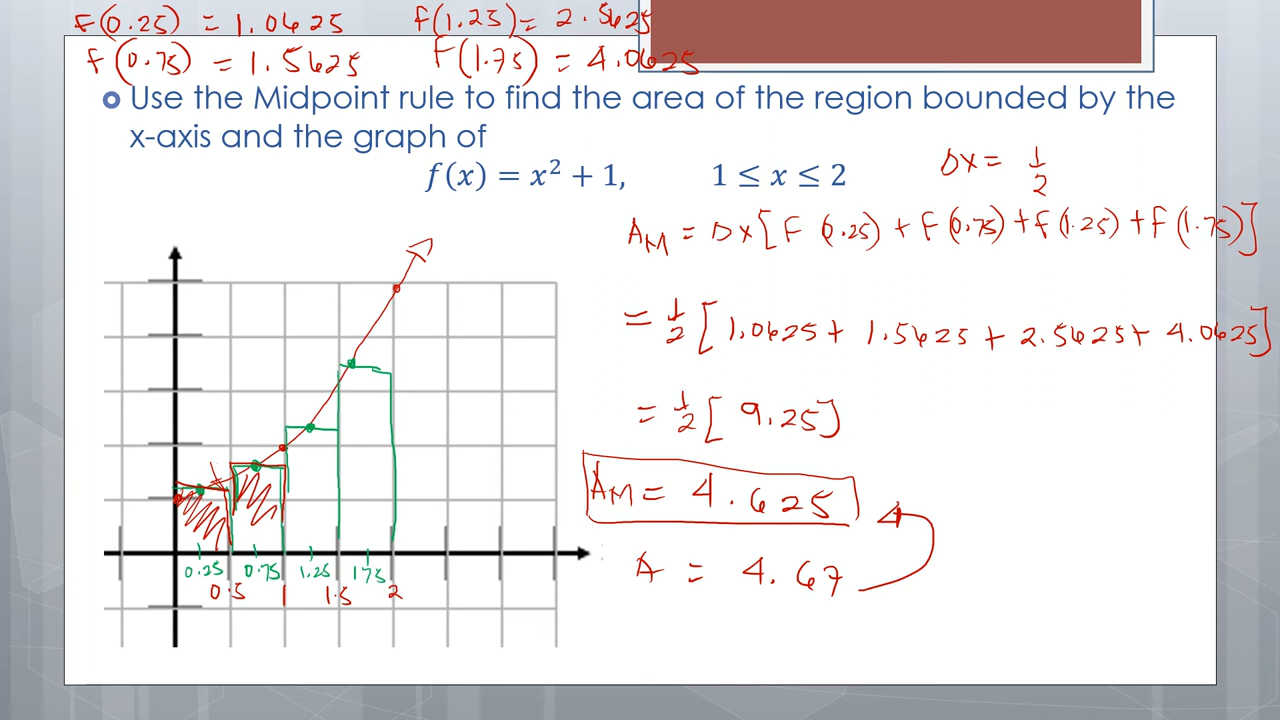 F(0.25) = 1.0625 f(1.25) = 2.5625
f(0.75) = 1.5625 F(1.75) = 4.0625
Use the Midpoint rule to find the area of the region bounded by the
x-axis and the graph of
f(x) = x² + 1, 1 ≤ x ≤ 2
Dx = 1/2
AM = Dx[F(0.25) + F(0.75) + f(1.25) + F(1.75)]
= 1/2 [1.0625 + 1.5625 + 2.5625 + 4.0625]
= 1/2 [9.25]
AM = 4.625
A = 4.67
0.25 0.75 1.25 1.75
0.5 1 1.5 2